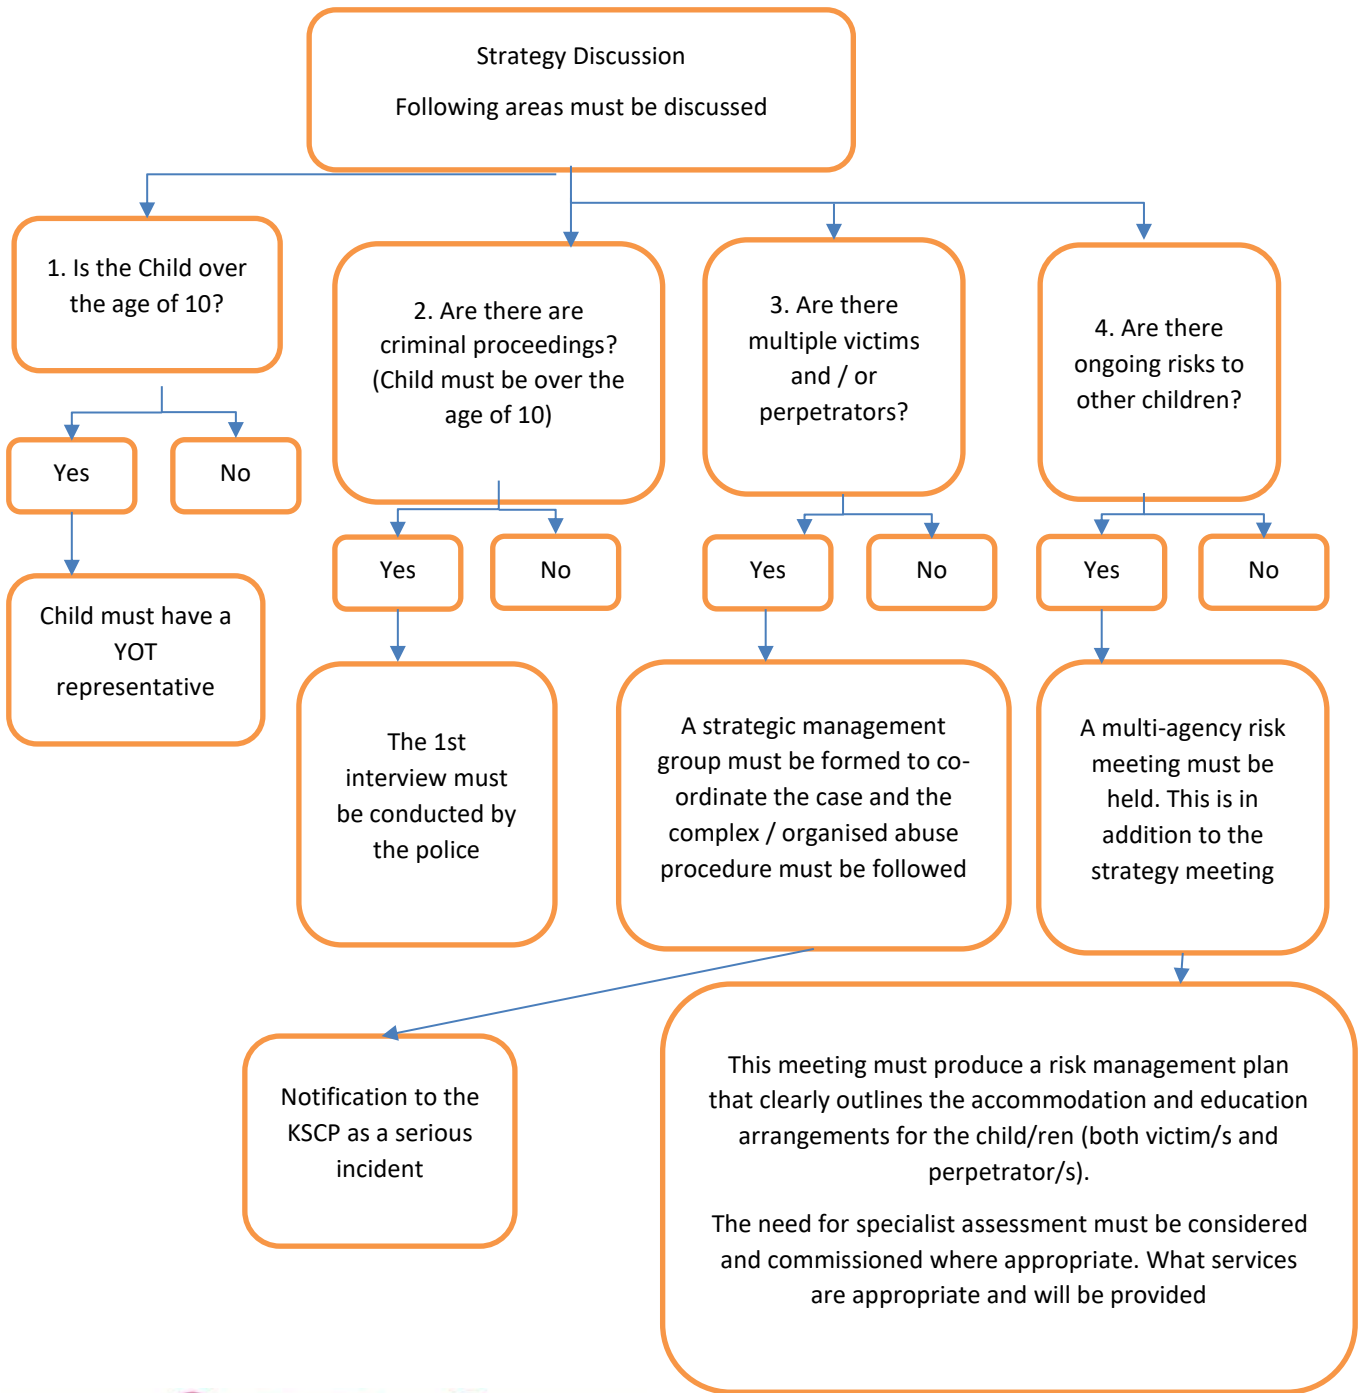 Strategy Discussion
Following areas must be discussed
1. Is the Child over
the age of 10?
Yes
No
Child must have a
YOT
representative
2. Are there are
criminal proceedings?
(Child must be over the
age of 10)
Yes
No
The 1st
interview must
be conducted by
the police
3. Are there
multiple victims
and / or
perpetrators?
Yes
No
A strategic management
group must be formed to co-
ordinate the case and the
complex / organised abuse
procedure must be followed
Notification to the
KSCP as a serious
incident
4. Are there
ongoing risks to
other children?
Yes
No
A multi-agency risk
meeting must be
held. This is in
addition to the
strategy meeting
This meeting must produce a risk management plan
that clearly outlines the accommodation and education
arrangements for the child/ren (both victim/s and
perpetrator/s).
The need for specialist assessment must be considered
and commissioned where appropriate. What services
are appropriate and will be provided